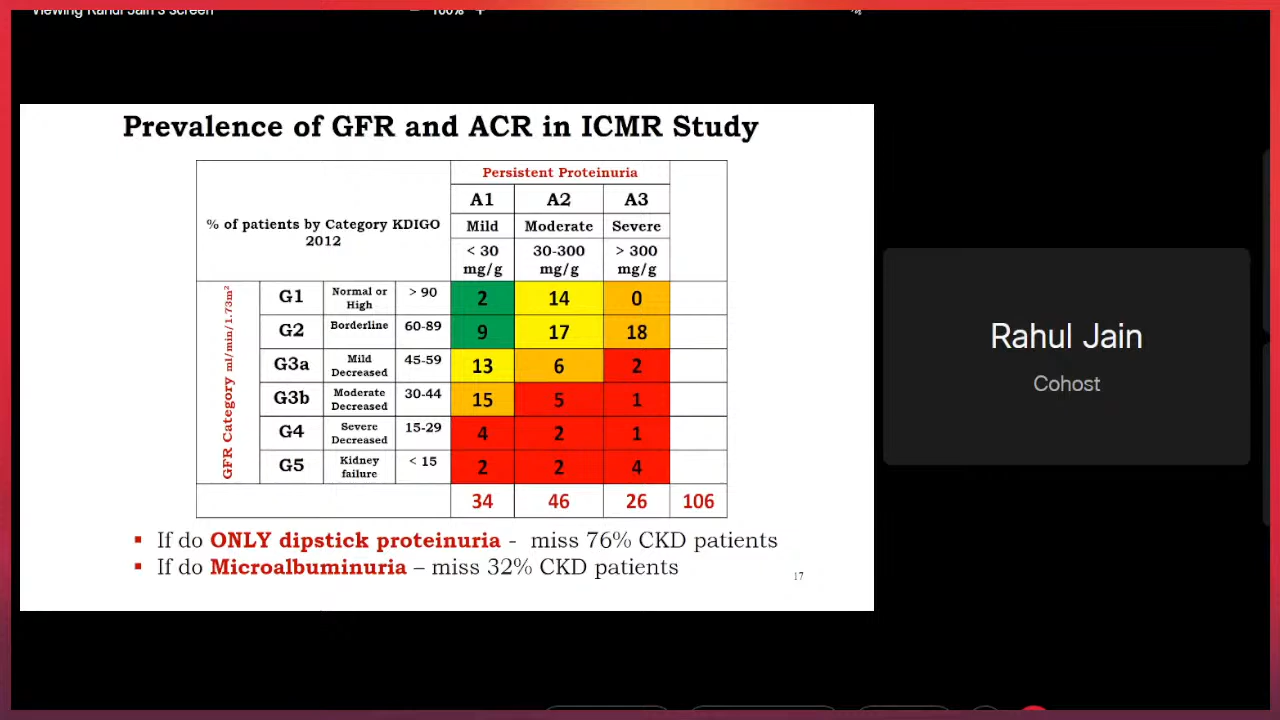 Viewing Rahul Jain's screen
100% +
Prevalence of GFR and ACR in ICMR Study
Persistent Proteinuria
% of patients by Category KDIGO
2012
A1 A2 A3
Mild Moderate Severe
< 30 30-300 > 300
mg/g mg/g mg/g
GFR Category ml/min/1.73m²
G1 Normal or High > 90 2 14 0
G2 Borderline 60-89 9 17 18
G3a Mild Decreased 45-59 13 6 2
G3b Moderate Decreased 30-44 15 5 1
G4 Severe Decreased 15-29 4 2 1
G5 Kidney failure < 15 2 2 4
34 46 26 106
▪ If do ONLY dipstick proteinuria - miss 76% CKD patients
▪ If do Microalbuminuria – miss 32% CKD patients
17
Rahul Jain
Cohost